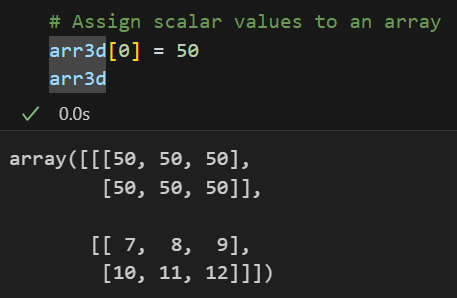 # Assign scalar values to an array
arr3d[0] = 50
arr3d
✓ 0.0s
array([[[50, 50, 50],
        [50, 50, 50]],

       [[ 7,  8,  9],
        [10, 11, 12]]])